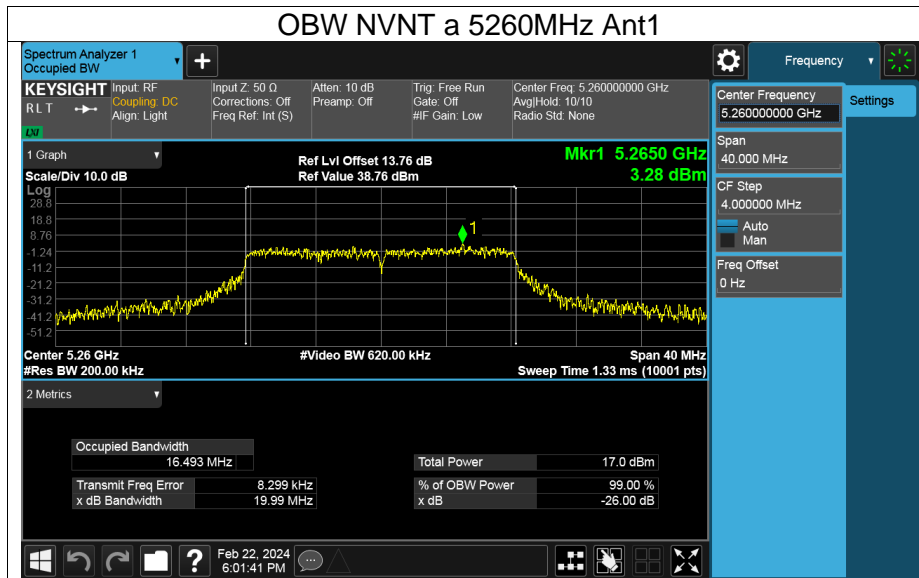 OBW NVNT a 5260MHz Ant1
Spectrum Analyzer 1
Occupied BW
+
Frequency
KEYSIGHT
RLT
LXI
Input: RF
Coupling: DC
Align: Light
Input Z: 50 Ω
Corrections: Off
Freq Ref: Int (S)
Atten: 10 dB
Preamp: Off
Trig: Free Run
Gate: Off
#IF Gain: Low
Center Freq: 5.260000000 GHz
Avg|Hold: 10/10
Radio Std: None
Center Frequency
5.260000000 GHz
Settings
Span
40.000 MHz
CF Step
4.000000 MHz
Auto
Man
Freq Offset
0 Hz
1 Graph
Scale/Div 10.0 dB
Ref Lvl Offset 13.76 dB
Ref Value 38.76 dBm
Mkr1 5.2650 GHz
3.28 dBm
Log
28.8
18.8
8.76
-1.24
-11.2
-21.2
-31.2
-41.2
-51.2
1
Center 5.26 GHz
#Video BW 620.00 kHz
Span 40 MHz
#Res BW 200.00 kHz
Sweep Time 1.33 ms (10001 pts)
2 Metrics
Occupied Bandwidth
16.493 MHz
Total Power 17.0 dBm
Transmit Freq Error 8.299 kHz
% of OBW Power 99.00 %
x dB Bandwidth 19.99 MHz
x dB -26.00 dB
?
Feb 22, 2024
6:01:41 PM